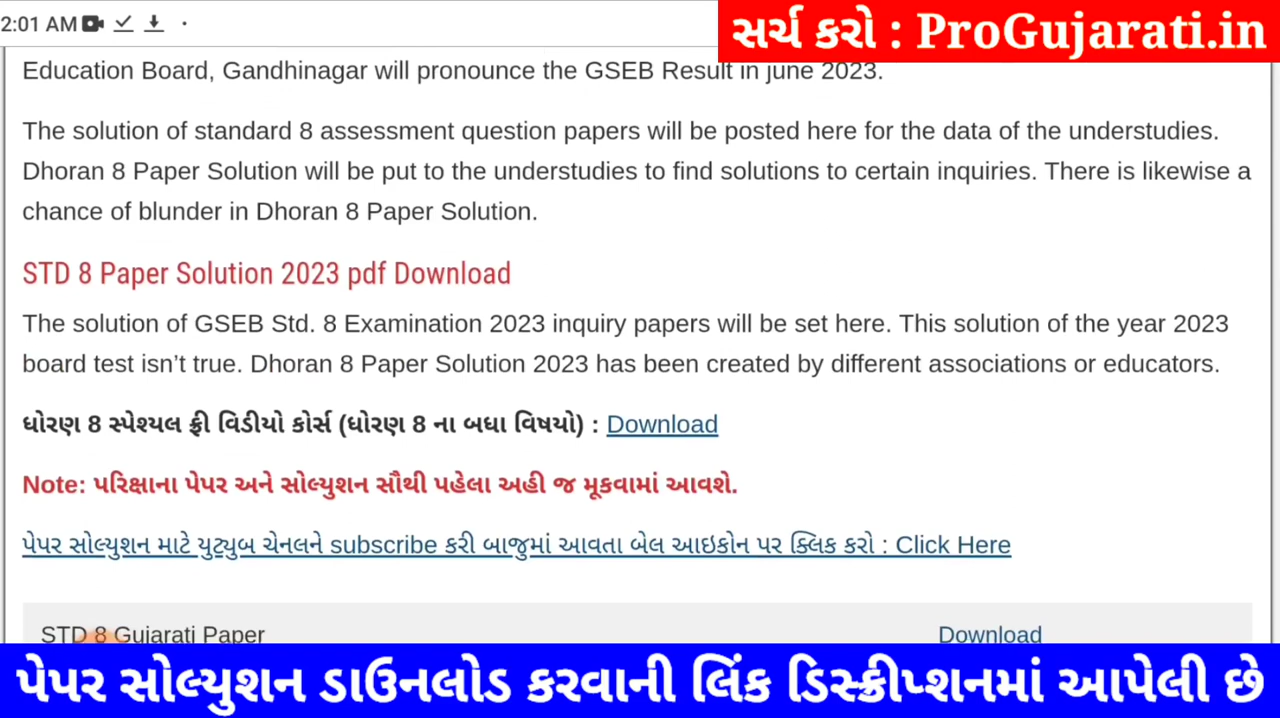 2:01 AM
સર્ચ કરો : ProGujarati.in
Education Board, Gandhinagar will pronounce the GSEB Result in june 2023.
The solution of standard 8 assessment question papers will be posted here for the data of the understudies.
Dhoran 8 Paper Solution will be put to the understudies to find solutions to certain inquiries. There is likewise a
chance of blunder in Dhoran 8 Paper Solution.
STD 8 Paper Solution 2023 pdf Download
The solution of GSEB Std. 8 Examination 2023 inquiry papers will be set here. This solution of the year 2023
board test isn’t true. Dhoran 8 Paper Solution 2023 has been created by different associations or educators.
ધોરણ 8 સ્પેશ્યલ ફ્રી વિડીયો કોર્સ (ધોરણ 8 ના બધા વિષયો) : Download
Note: પરિક્ષાના પેપર અને સોલ્યુશન સૌથી પહેલા અહી જ મૂકવામાં આવશે.
પેપર સોલ્યુશન માટે યુટ્યુબ ચેનલને subscribe કરી બાજુમાં આવતા બેલ આઇકોન પર ક્લિક કરો : Click Here
STD 8 Gujarati Paper Download
પેપર સોલ્યુશન ડાઉનલોડ કરવાની લિંક ડિસ્ક્રીપ્શનમાં આપેલી છે